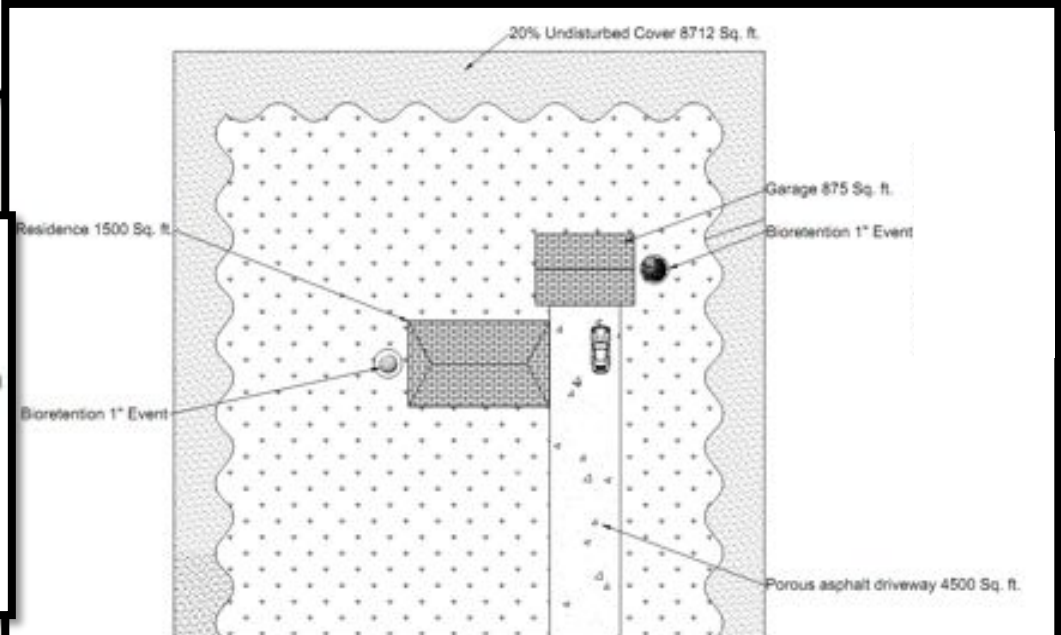 20% Undisturbed Cover 8712 Sq. ft.
Garage 875 Sq. ft.
Residence 1500 Sq. ft.
Bioretention 1" Event
Bioretention 1" Event
Porous asphalt driveway 4500 Sq. ft.